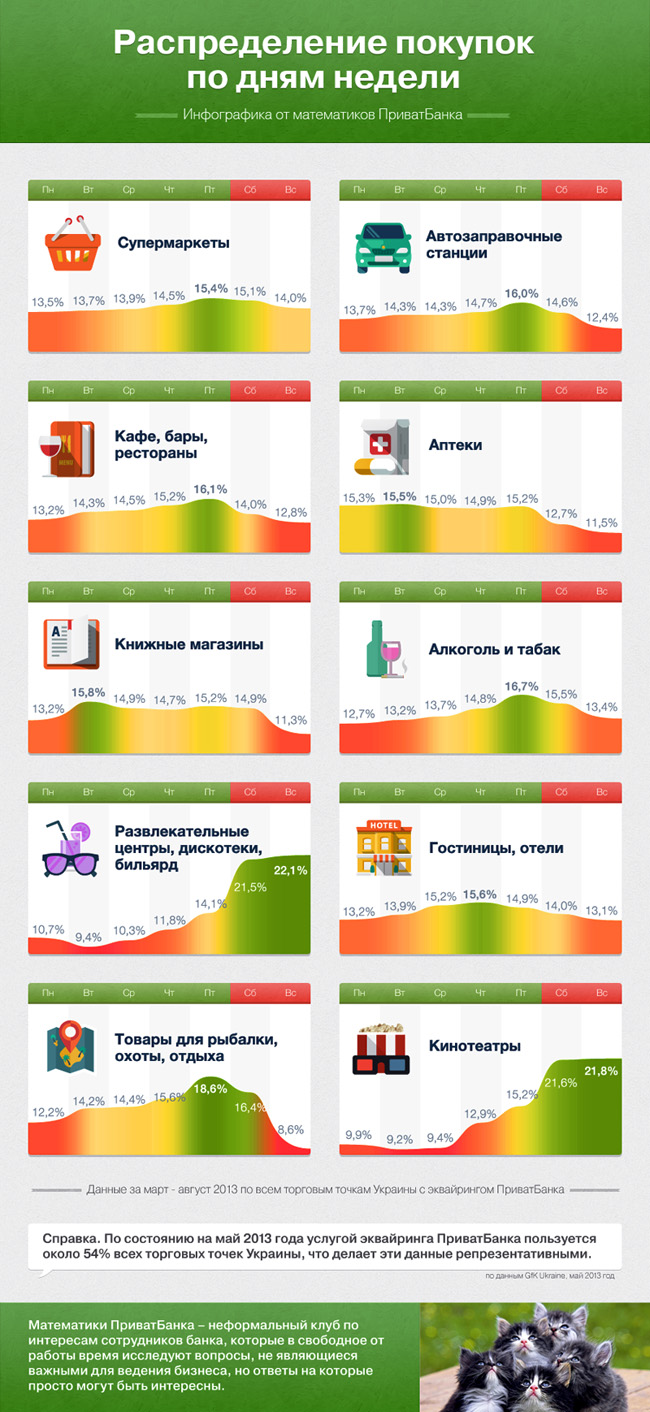 Распределение покупок
по дням недели
Инфографика от математиков ПриватБанка
Пн Вт Ср Чт Пт Сб Вс
Супермаркеты
13,5% 13,7% 13,9% 14,5% 15,4% 15,1% 14,0%
Пн Вт Ср Чт Пт Сб Вс
Автозаправочные
станции
13,7% 14,3% 14,3% 14,7% 16,0% 14,6% 12,4%
Пн Вт Ср Чт Пт Сб Вс
MENU
Кафе, бары,
рестораны
13,2% 14,3% 14,5% 15,2% 16,1% 14,0% 12,8%
Пн Вт Ср Чт Пт Сб Вс
Аптеки
15,3% 15,5% 15,0% 14,9% 15,2% 12,7% 11,5%
Пн Вт Ср Чт Пт Сб Вс
A
Книжные магазины
13,2% 15,8% 14,9% 14,7% 15,2% 14,9% 11,3%
Пн Вт Ср Чт Пт Сб Вс
Алкоголь и табак
12,7% 13,2% 13,7% 14,8% 16,7% 15,5% 13,4%
Пн Вт Ср Чт Пт Сб Вс
Развлекательные
центры, дискотеки,
бильярд
10,7% 9,4% 10,3% 11,8% 14,1% 21,5% 22,1%
Пн Вт Ср Чт Пт Сб Вс
HOTEL
Гостиницы, отели
13,2% 13,9% 15,2% 15,6% 14,9% 14,0% 13,1%
Пн Вт Ср Чт Пт Сб Вс
Товары для рыбалки,
охоты, отдыха
12,2% 14,2% 14,4% 15,6% 18,6% 16,4% 8,6%
Пн Вт Ср Чт Пт Сб Вс
Кинотеатры
9,9% 9,2% 9,4% 12,9% 15,2% 21,6% 21,8%
Данные за март - август 2013 по всем торговым точкам Украины с эквайрингом ПриватБанка
Справка. По состоянию на май 2013 года услугой эквайринга ПриватБанка пользуется
около 54% всех торговых точек Украины, что делает эти данные репрезентативными.
по данным GfK Ukraine, май 2013 год
Математики ПриватБанка – неформальный клуб по
интересам сотрудников банка, которые в свободное от
работы время исследуют вопросы, не являющиеся
важными для ведения бизнеса, но ответы на которые
просто могут быть интересны.